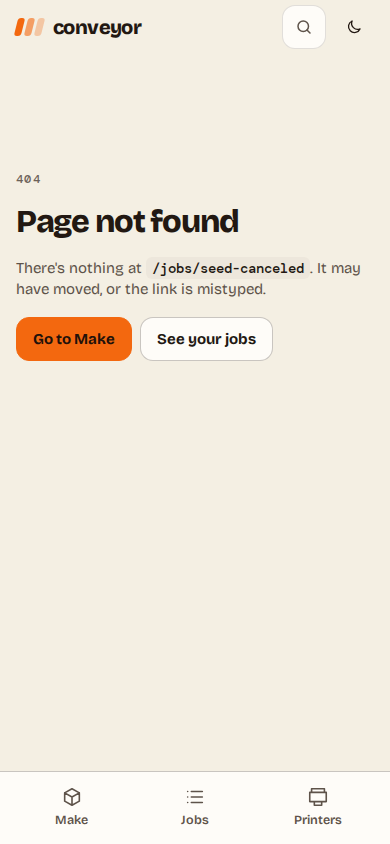 conveyor
404
Page not found
There's nothing at /jobs/seed-canceled. It may
have moved, or the link is mistyped.
Go to Make
See your jobs
Make
Jobs
Printers